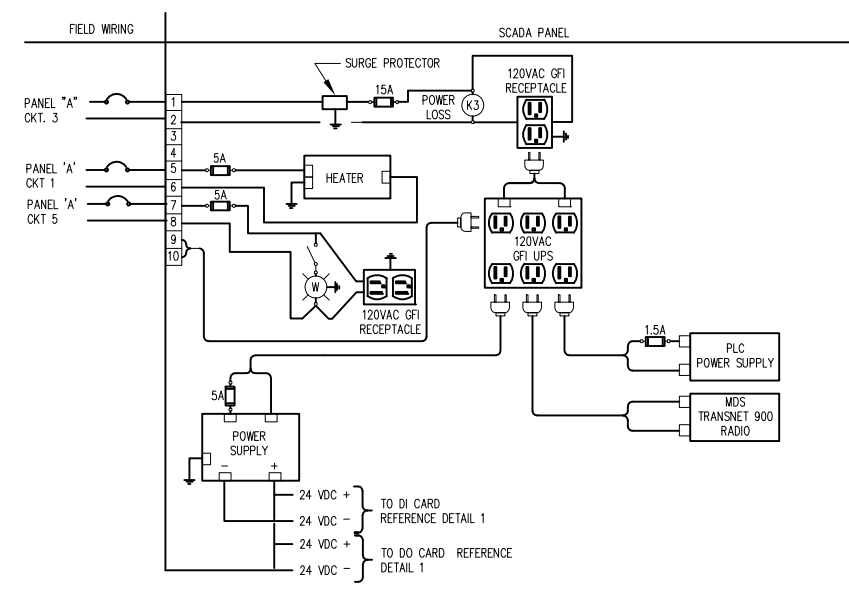 FIELD WIRING
SCADA PANEL
SURGE PROTECTOR
15A
POWER
LOSS
K3
120VAC GFI
RECEPTACLE
PANEL "A"
CKT. 3
1
2
3
4
5
6
7
8
9
10
PANEL 'A'
CKT 1
PANEL 'A'
CKT 5
5A
HEATER
5A
W
120VAC GFI
RECEPTACLE
120VAC
GFI UPS
1.5A
PLC
POWER SUPPLY
MDS
TRANSNET 900
RADIO
5A
POWER
SUPPLY
– +
24 VDC +
24 VDC –
TO DI CARD
REFERENCE DETAIL 1
24 VDC +
24 VDC –
TO DO CARD REFERENCE
DETAIL 1